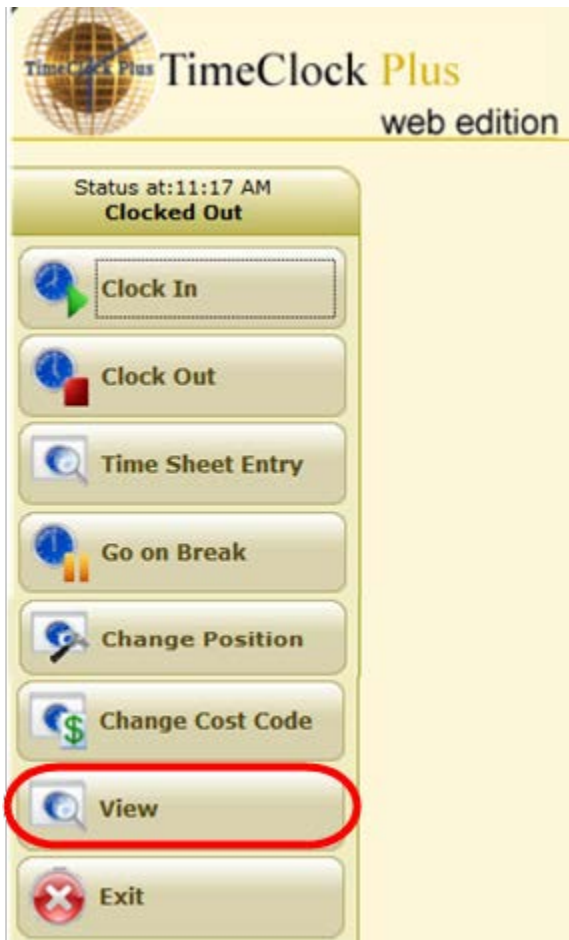 TimeClock Plus
TimeClock Plus
web edition
Status at:11:17 AM
Clocked Out
Clock In
Clock Out
Time Sheet Entry
Go on Break
Change Position
Change Cost Code
$
View
Exit